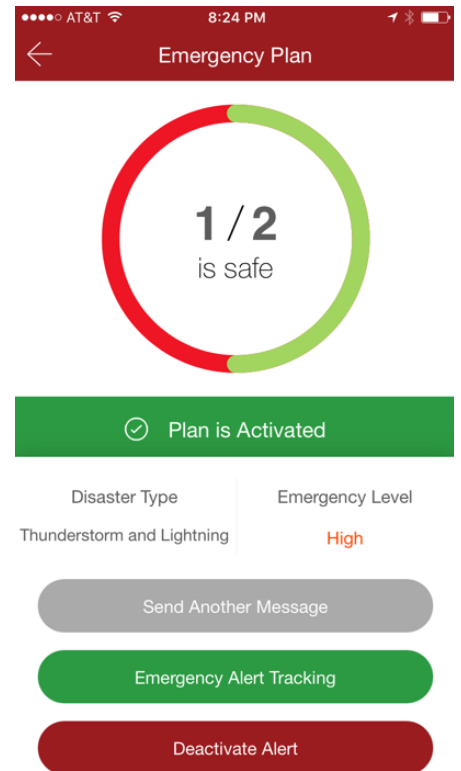 AT&T 8:24 PM
Emergency Plan
1/2
is safe
Plan is Activated
Disaster Type Emergency Level
Thunderstorm and Lightning High
Send Another Message
Emergency Alert Tracking
Deactivate Alert